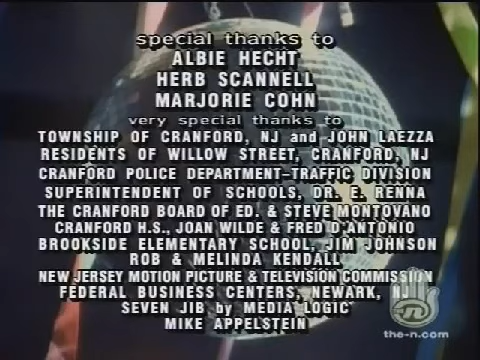 special thanks to
ALBIE HECHT
HERB SCANNELL
MARJORIE COHN
very special thanks to
TOWNSHIP OF CRANFORD, NJ and JOHN LAEZZA
RESIDENTS OF WILLOW STREET, CRANFORD, NJ
CRANFORD POLICE DEPARTMENT-TRAFFIC DIVISION
SUPERINTENDENT OF SCHOOLS, DR. E. RENNA
THE CRANFORD BOARD OF ED. & STEVE MONTOVANO
CRANFORD H.S., JOAN WILDE & FRED D'ANTONIO
BROOKSIDE ELEMENTARY SCHOOL, JIM JOHNSON
ROB & MELINDA KENDALL
NEW JERSEY MOTION PICTURE & TELEVISION COMMISSION
FEDERAL BUSINESS CENTERS, NEWARK, NJ
SEVEN JIB by MEDIA LOGIC
MIKE APPELSTEIN
-n-
the-n.com